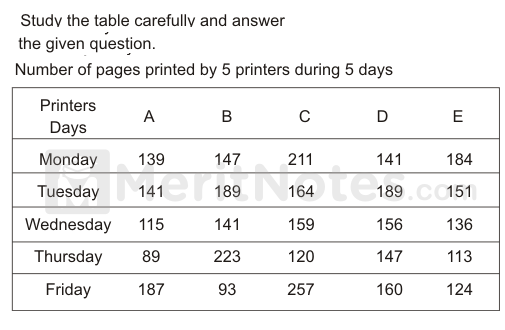 Study the table carefully and answer
the given question.
Number of pages printed by 5 printers during 5 days
Printers
Days
A B C D E
Monday 139 147 211 141 184
Tuesday 141 189 164 189 151
MeritNotes.com
Wednesday 115 141 159 156 136
Thursday 89 223 120 147 113
Friday 187 93 257 160 124